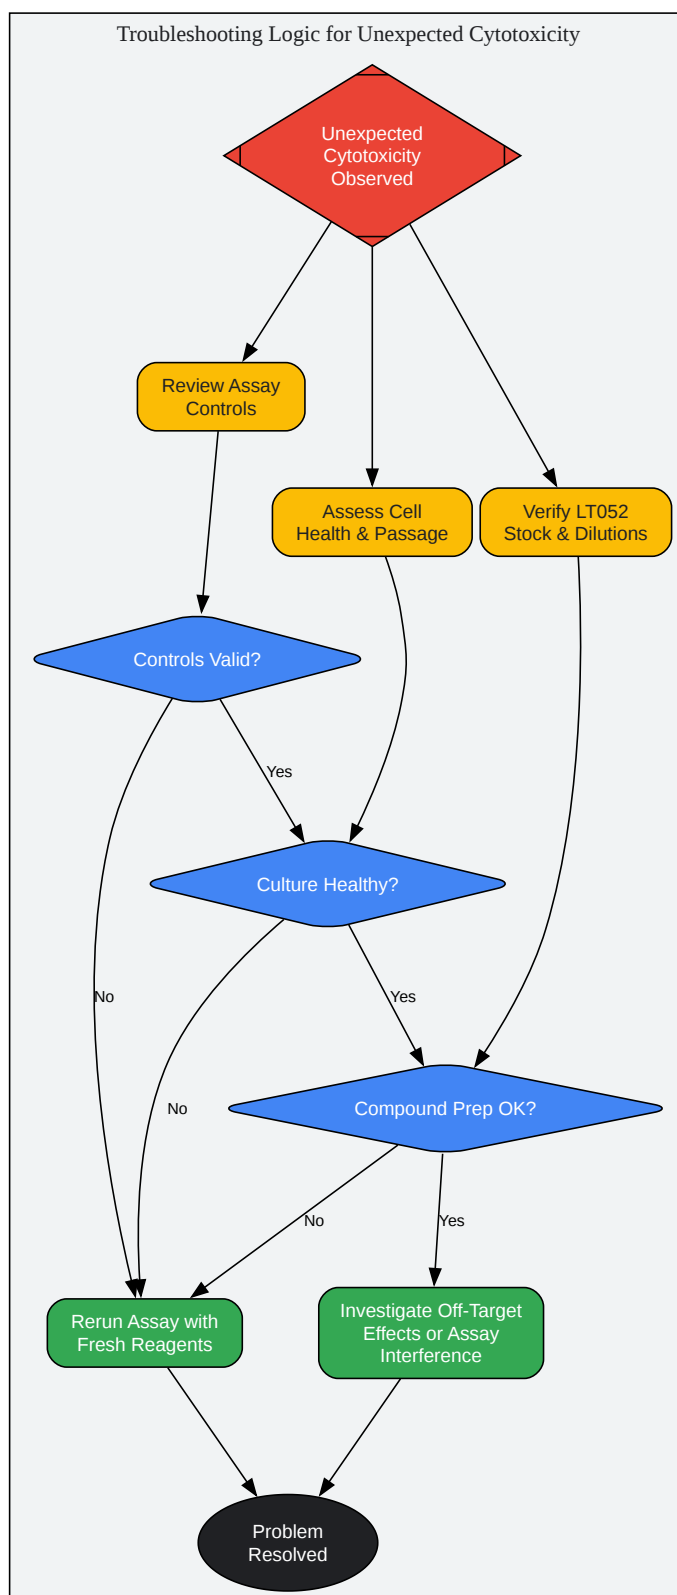 Troubleshooting Logic for Unexpected Cytotoxicity
Unexpected
Cytotoxicity
Observed
Review Assay
Controls
Assess Cell
Health & Passage
Verify LT052
Stock & Dilutions
Controls Valid?
Yes
Culture Healthy?
No
Yes
No
Compound Prep OK?
No
Yes
Rerun Assay with
Fresh Reagents
Investigate Off-Target
Effects or Assay
Interference
Problem
Resolved